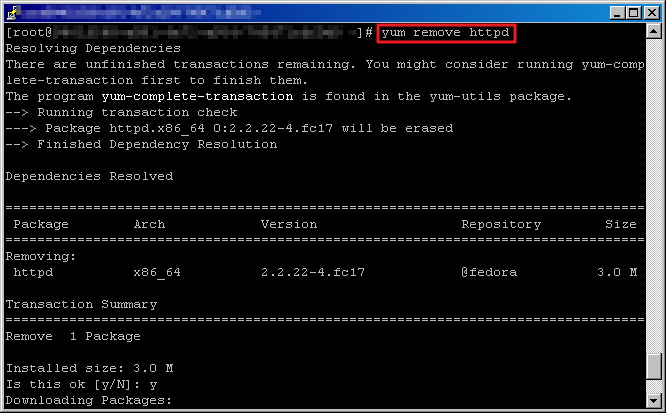 [root@ ~]# yum remove httpd
Resolving Dependencies
There are unfinished transactions remaining. You might consider running yum-comp
lete-transaction first to finish them.
The program yum-complete-transaction is found in the yum-utils package.
--> Running transaction check
---> Package httpd.x86_64 0:2.2.22-4.fc17 will be erased
--> Finished Dependency Resolution
Dependencies Resolved
================================================================================
Package Arch Version Repository Size
================================================================================
Removing:
httpd x86_64 2.2.22-4.fc17 @fedora 3.0 M
Transaction Summary
================================================================================
Remove 1 Package
Installed size: 3.0 M
Is this ok [y/N]: y
Downloading Packages: